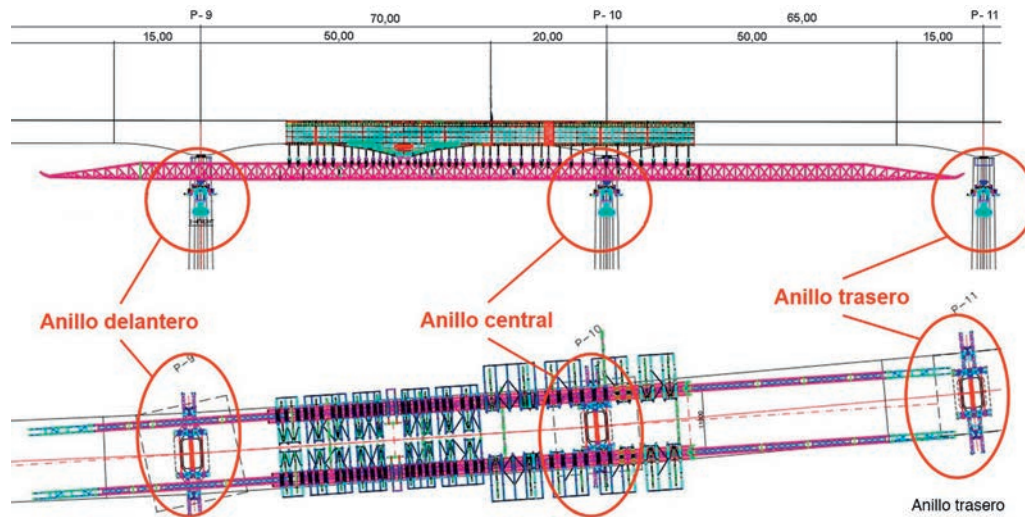 P- 9 70,00 P- 10 65,00 P- 11
15,00 50,00 20,00 50,00 15,00
Anillo delantero
Anillo central
Anillo trasero
P-9
P-10
P-11
Anillo trasero